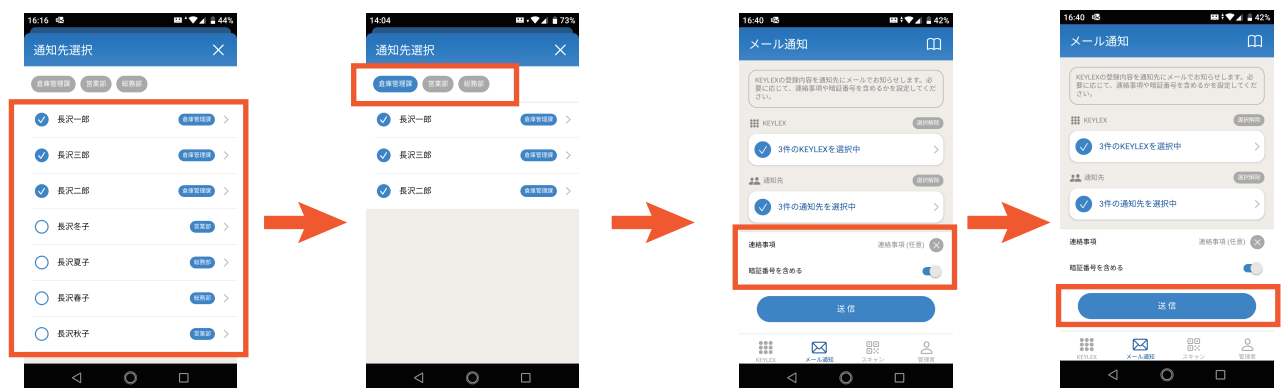 16:16 44%
通知先選択
倉庫管理課 営業部 総務部
長沢一郎 倉庫管理課
長沢三郎 倉庫管理課
長沢二郎 倉庫管理課
長沢冬子 営業部
長沢夏子 総務部
長沢春子 総務部
長沢秋子 営業部
14:04 73%
通知先選択
倉庫管理課 営業部 総務部
長沢一郎 倉庫管理課
長沢三郎 倉庫管理課
長沢二郎 倉庫管理課
16:40 42%
メール通知
KEYLEXの登録内容を通知先にメールでお知らせします。必
要に応じて、連絡事項や暗証番号を含めるかを設定してくだ
さい。
KEYLEX 選択解除
3件のKEYLEXを選択中
通知先 選択解除
3件の通知先を選択中
連絡事項 連絡事項 (任意)
暗証番号を含める
送信
KEYLEX メール通知 スキャン 管理者
16:40 42%
メール通知
KEYLEXの登録内容を通知先にメールでお知らせします。必
要に応じて、連絡事項や暗証番号を含めるかを設定してくだ
さい。
KEYLEX 選択解除
3件のKEYLEXを選択中
通知先 選択解除
3件の通知先を選択中
連絡事項 連絡事項 (任意)
暗証番号を含める
送信
KEYLEX メール通知 スキャン 管理者